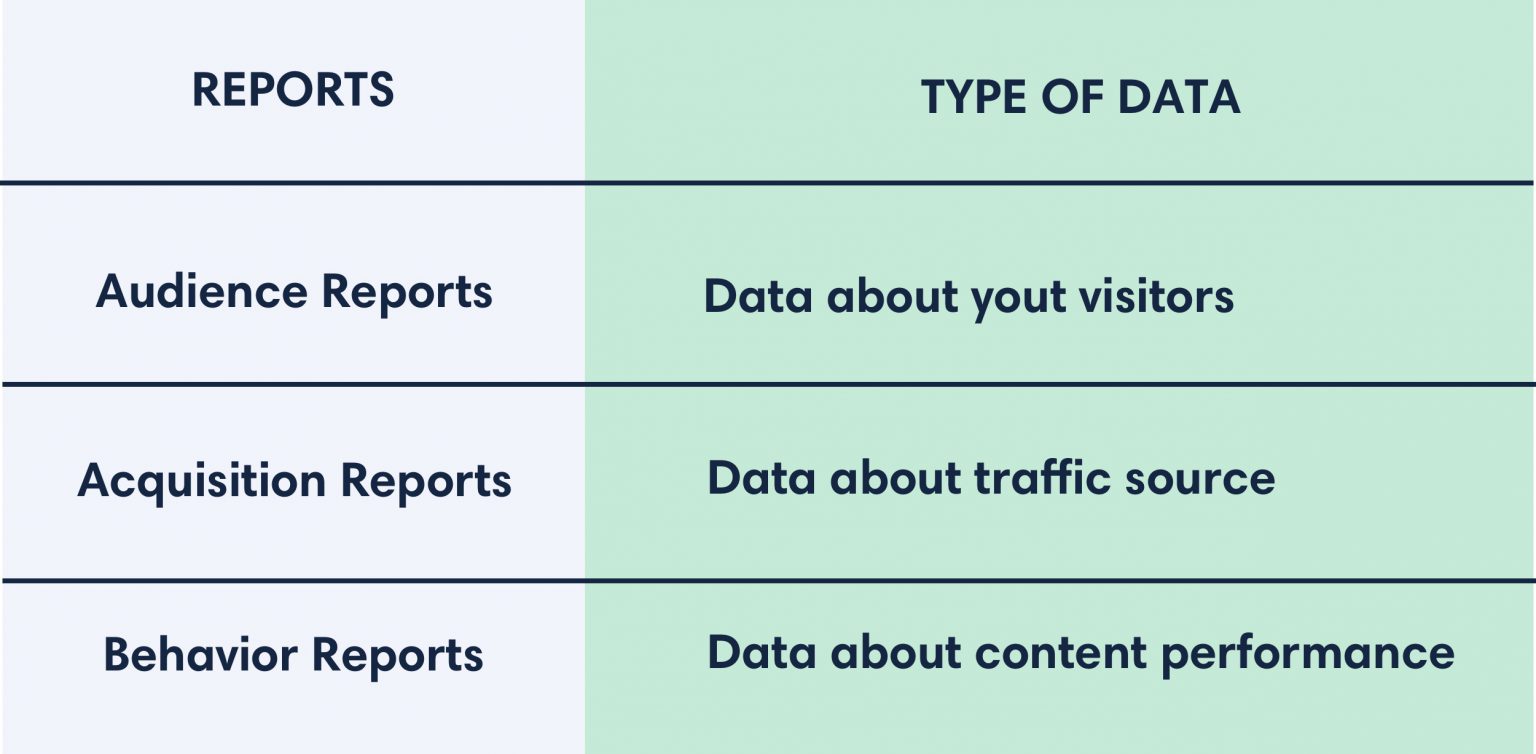 REPORTS
TYPE OF DATA
Audience Reports
Data about yout visitors
Acquisition Reports
Data about traffic source
Behavior Reports
Data about content performance